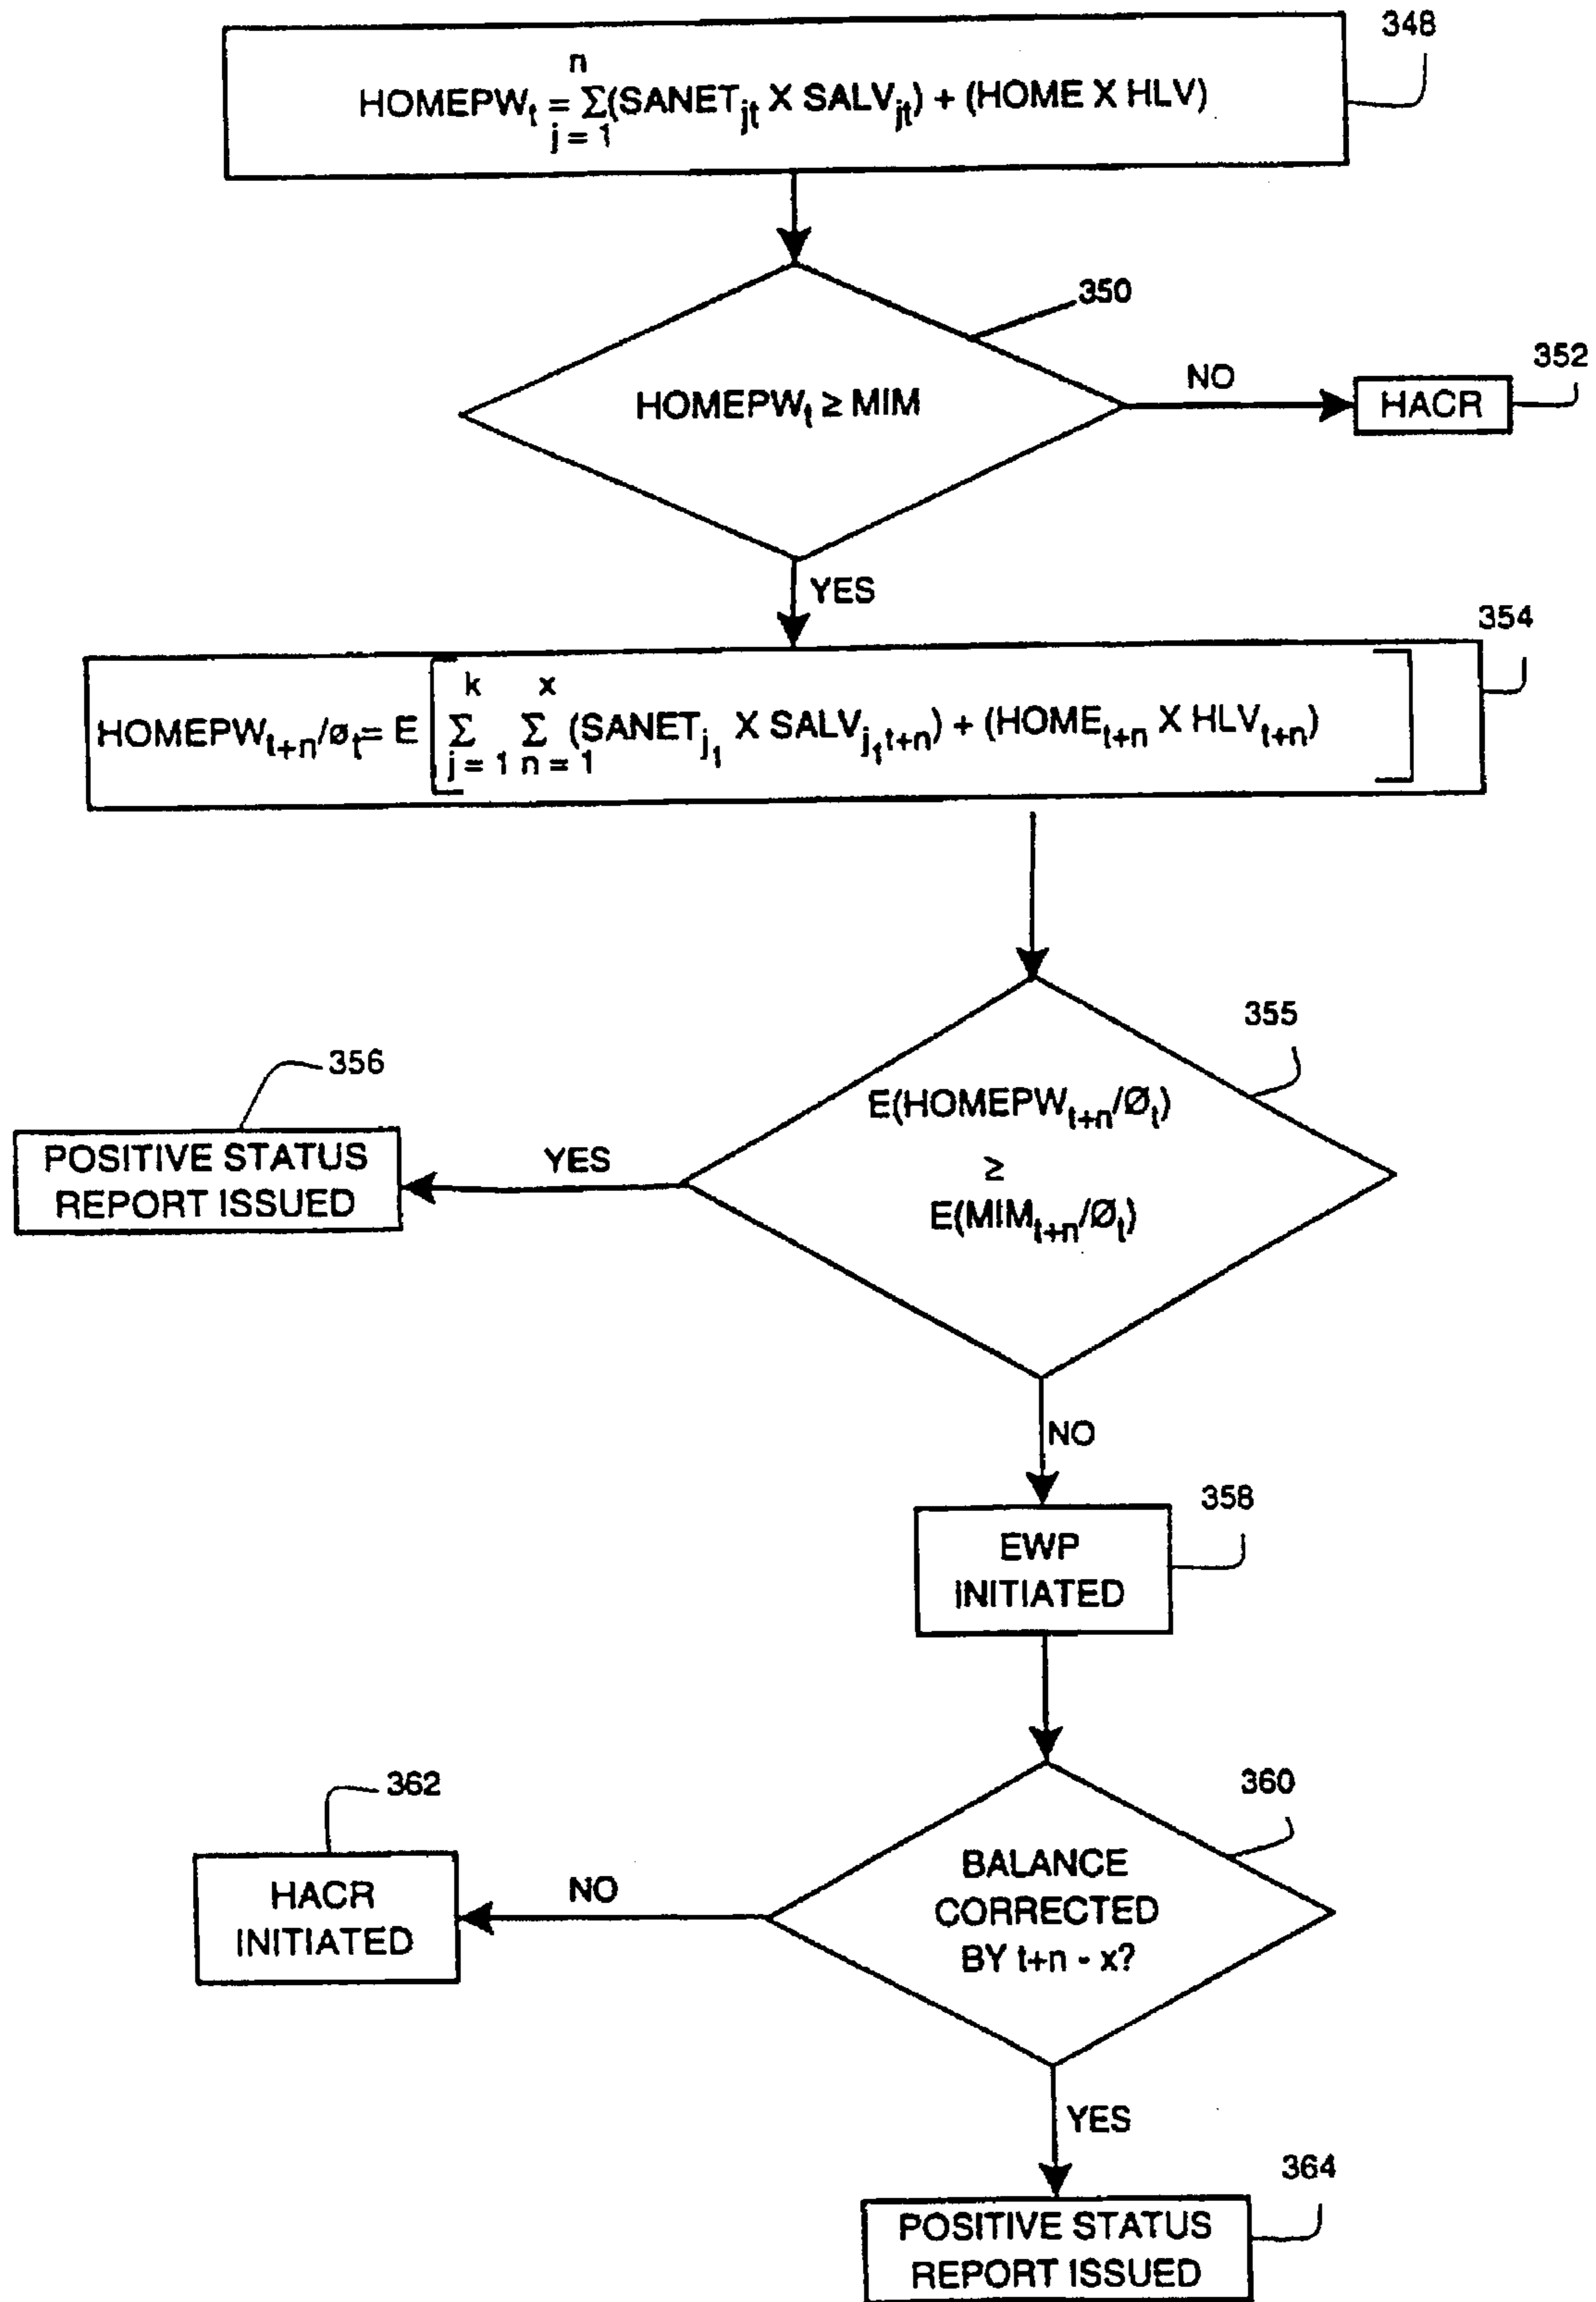 348
n
HOMEPWt = Σ(SANETjt X SALVjt) + (HOME X HLV)
j = 1
350
HOMEPWt ≥ MIM
NO
352
HACR
YES
354
k x
HOMEPWt+n/øt= E [ Σ Σ (SANETj1 X SALVj1t+n) + (HOMEt+n X HLVt+n) ]
j = 1 n = 1
355
E(HOMEPWt+n/Øt)
≥
E(MIMt+n/Øt)
356
YES
POSITIVE STATUS
REPORT ISSUED
NO
358
EWP
INITIATED
360
BALANCE
CORRECTED
BY t+n - x?
362
NO
HACR
INITIATED
YES
364
POSITIVE STATUS
REPORT ISSUED